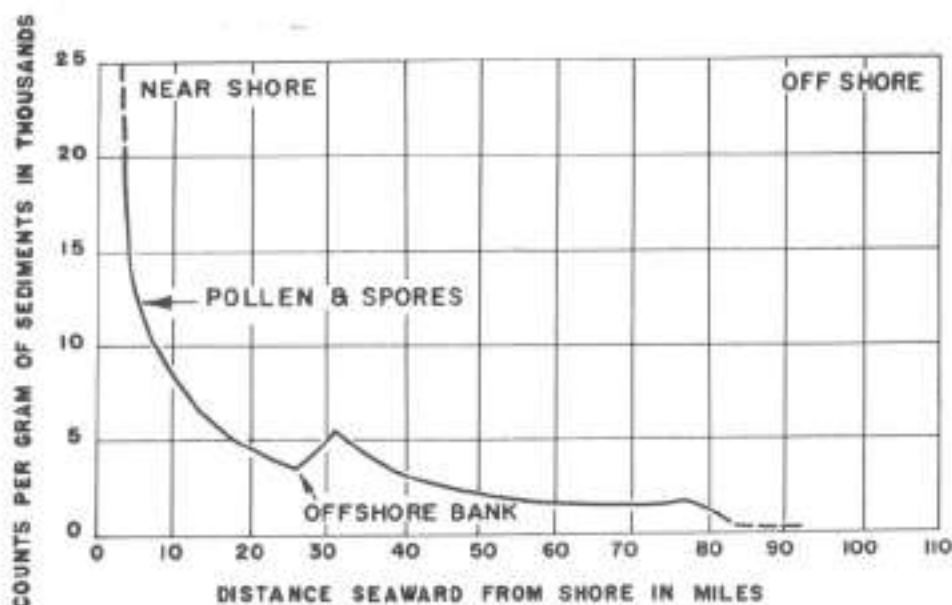 COUNTS PER GRAM OF SEDIMENTS IN THOUSANDS
25
20
15
10
5
0
NEAR SHORE
OFF SHORE
POLLEN & SPORES
OFFSHORE BANK
0 10 20 30 40 50 60 70 80 90 100 110
DISTANCE SEAWARD FROM SHORE IN MILES